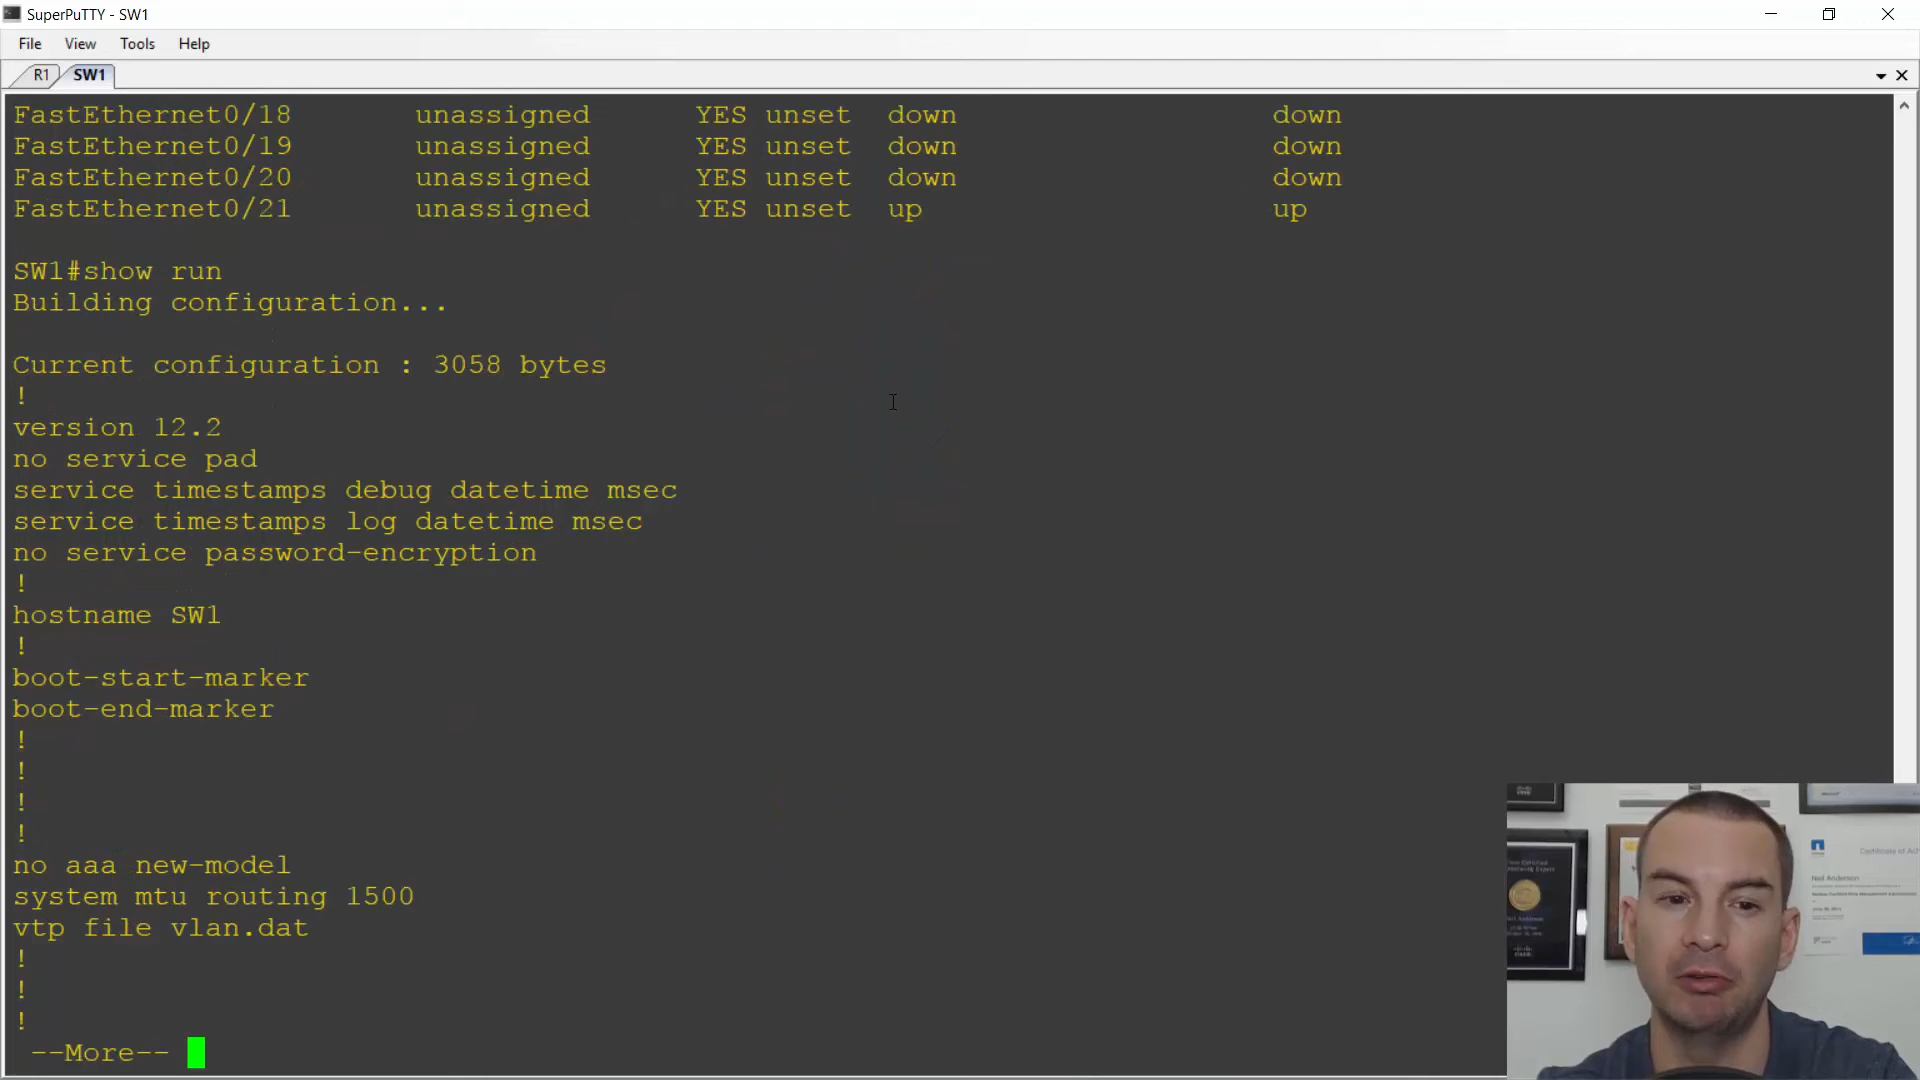 SuperPuTTY - SW1
File View Tools Help
R1 SW1
FastEthernet0/18 unassigned YES unset down down
FastEthernet0/19 unassigned YES unset down down
FastEthernet0/20 unassigned YES unset down down
FastEthernet0/21 unassigned YES unset up up
SW1#show run
Building configuration...
Current configuration : 3058 bytes
!
version 12.2
no service pad
service timestamps debug datetime msec
service timestamps log datetime msec
no service password-encryption
!
hostname SW1
!
boot-start-marker
boot-end-marker
!
!
!
!
no aaa new-model
system mtu routing 1500
vtp file vlan.dat
!
!
!
--More--
Neil Anderson